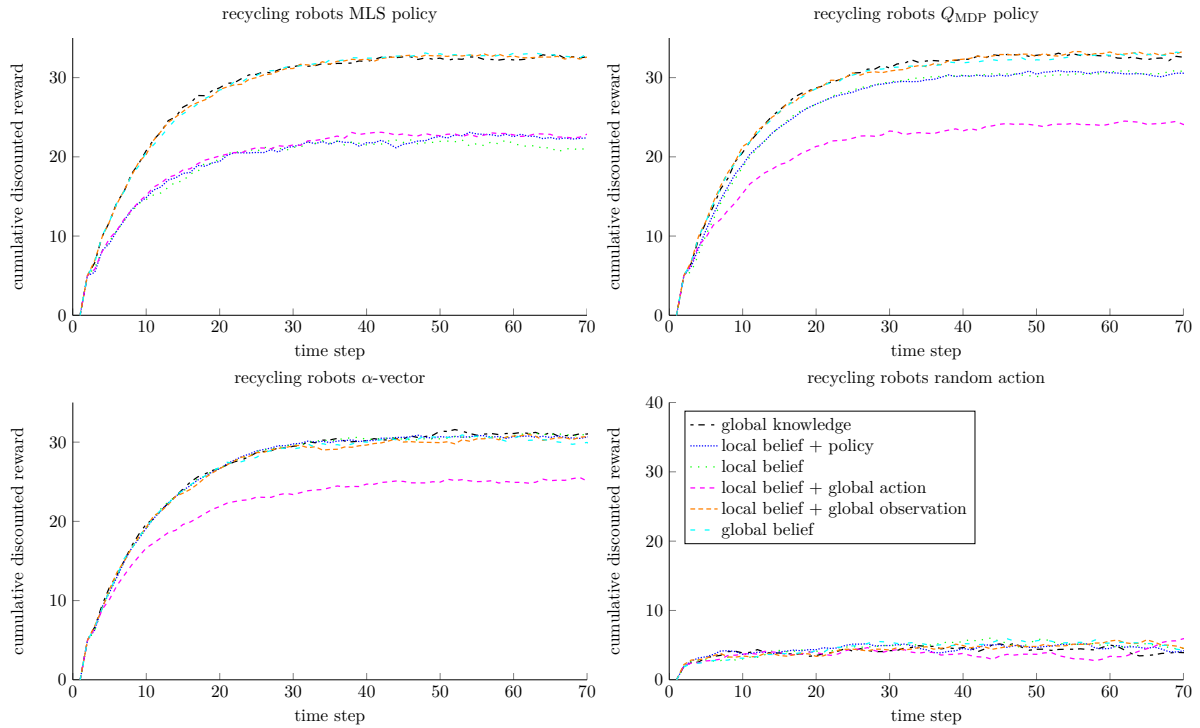 recycling robots MLS policy
cumulative discounted reward
30
20
10
0
0 10 20 30 40 50 60 70
time step
recycling robots Q_MDP policy
cumulative discounted reward
30
20
10
0
0 10 20 30 40 50 60 70
time step
recycling robots α-vector
cumulative discounted reward
30
20
10
0
0 10 20 30 40 50 60 70
time step
recycling robots random action
cumulative discounted reward
40
30
20
10
0
0 10 20 30 40 50 60 70
time step
global knowledge
local belief + policy
local belief
local belief + global action
local belief + global observation
global belief